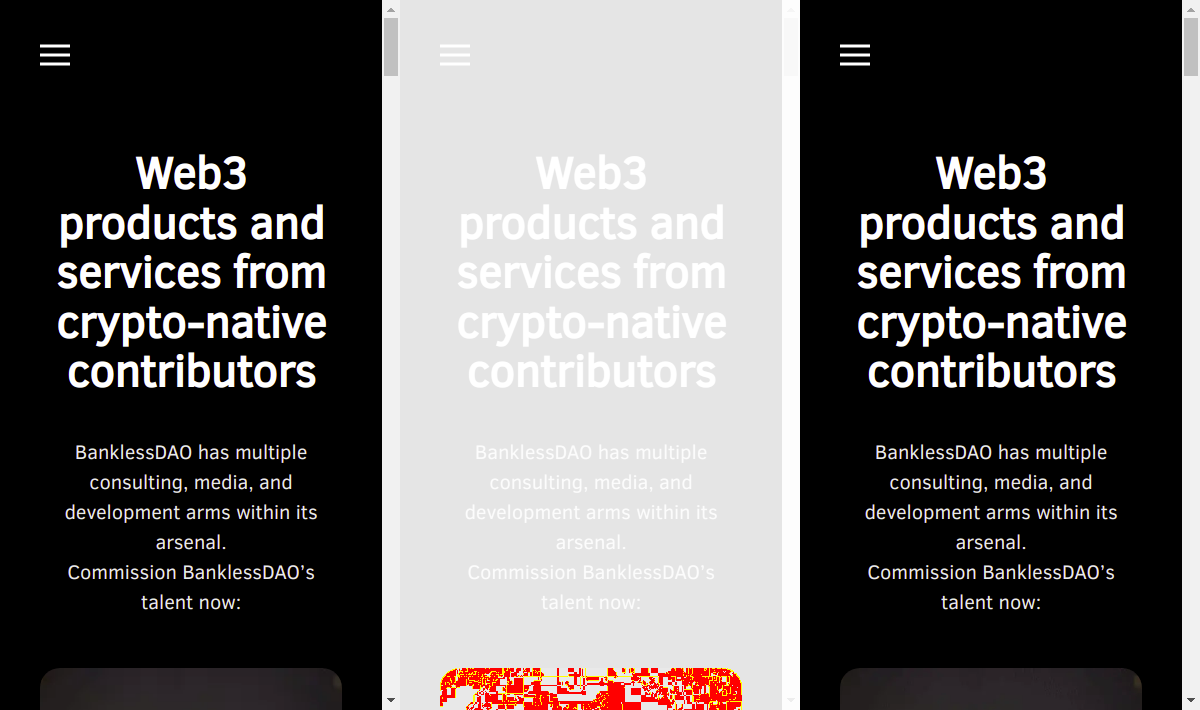 Web3
products and
services from
crypto-native
contributors
BanklessDAO has multiple
consulting, media, and
development arms within its
arsenal.
Commission BanklessDAO's
talent now:
Web3
products and
services from
crypto-native
contributors
BanklessDAO has multiple
consulting, media, and
development arms within its
arsenal.
Commission BanklessDAO's
talent now:
Web3
products and
services from
crypto-native
contributors
BanklessDAO has multiple
consulting, media, and
development arms within its
arsenal.
Commission BanklessDAO's
talent now: